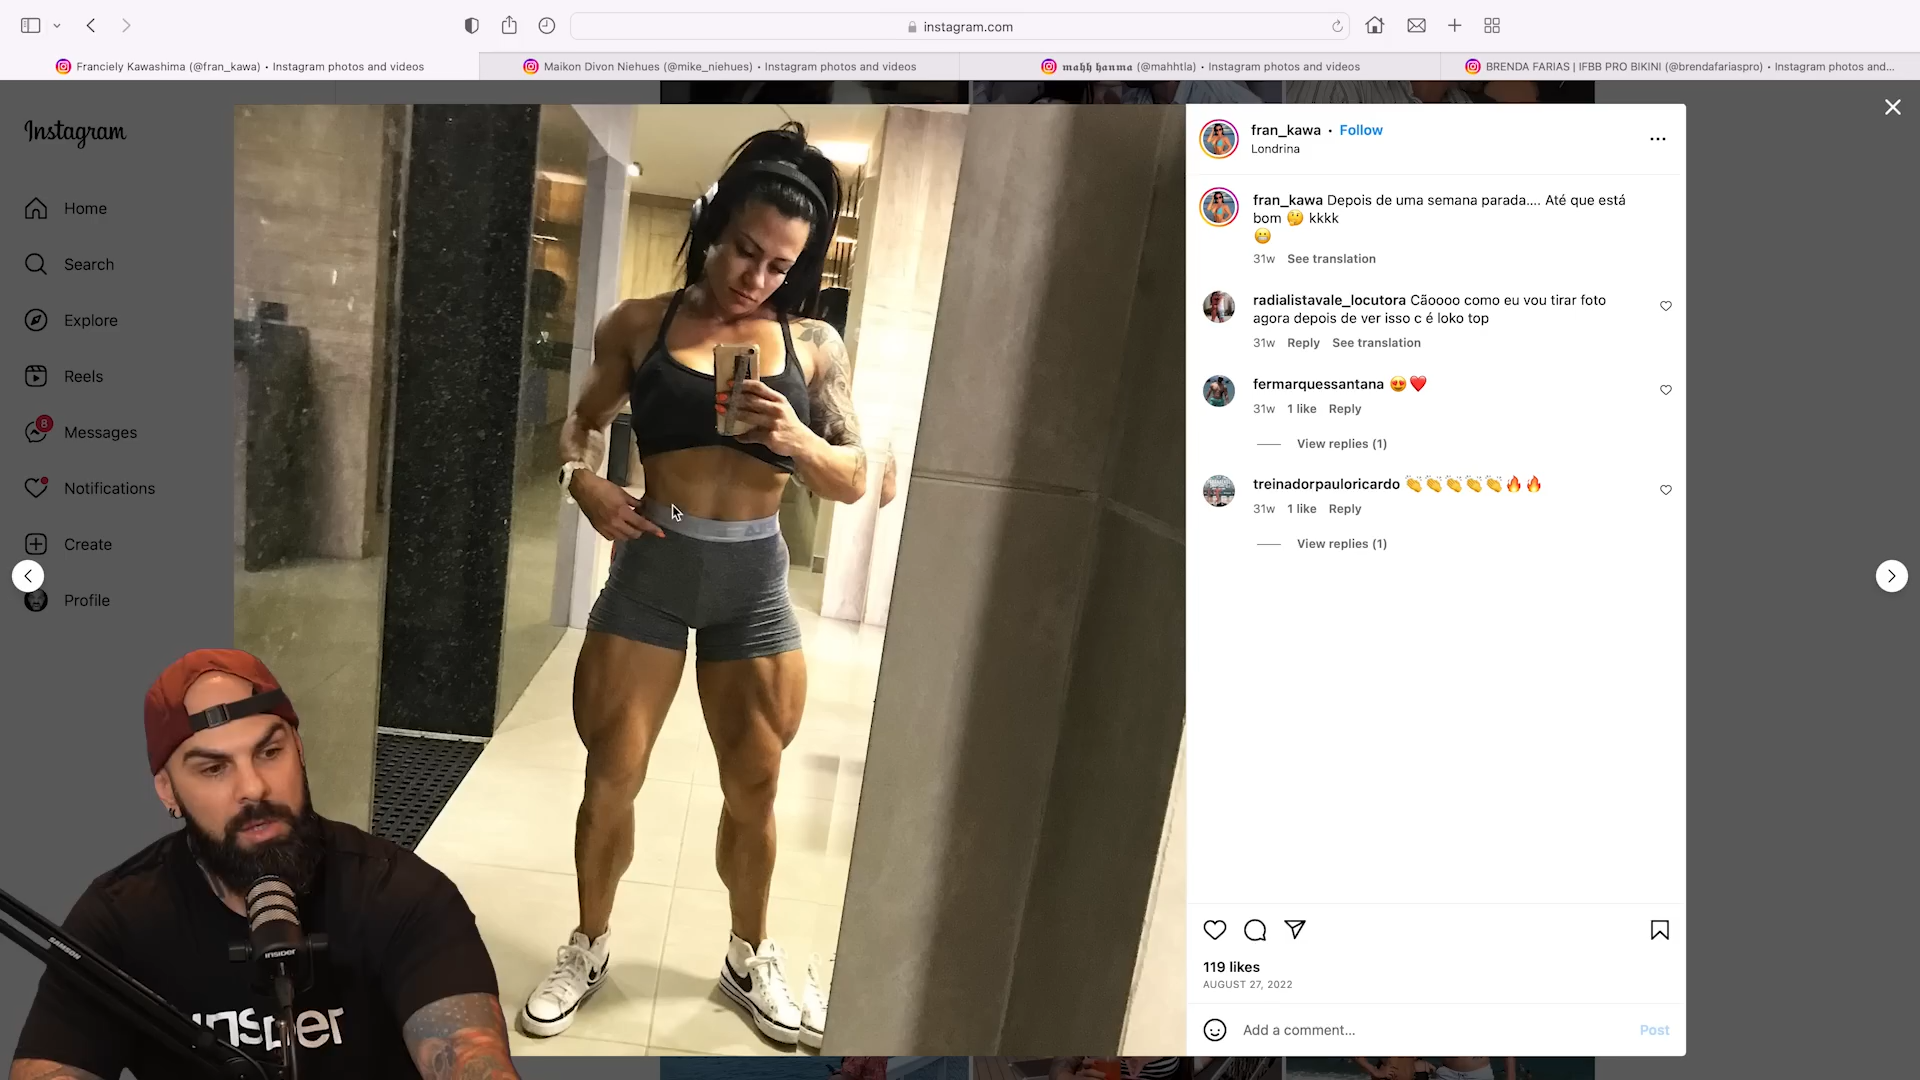 instagram.com
Franciely Kawashima (@fran_kawa) • Instagram photos and videos
Maikon Divon Niehues (@mike_niehues) • Instagram photos and videos
𝖒𝖆𝖍𝖍 𝖍𝖆𝖓𝖒𝖆 (@mahhtla) • Instagram photos and videos
BRENDA FARIAS | IFBB PRO BIKINI (@brendafariaspro) • Instagram photos and...
Instagram
Home
Search
Explore
Reels
8
Messages
Notifications
Create
Profile
fran_kawa • Follow
Londrina
fran_kawa Depois de uma semana parada.... Até que está
bom 🤔 kkkk
😁
31w See translation
radialistavale_locutora Cãoooo como eu vou tirar foto
agora depois de ver isso c é loko top
31w Reply See translation
fermarquessantana 😍❤️
31w 1 like Reply
View replies (1)
treinadorpauloricardo 👏👏👏👏👏🔥🔥
31w 1 like Reply
View replies (1)
119 likes
AUGUST 27, 2022
Add a comment...
Post
SAMSON
INSIDER